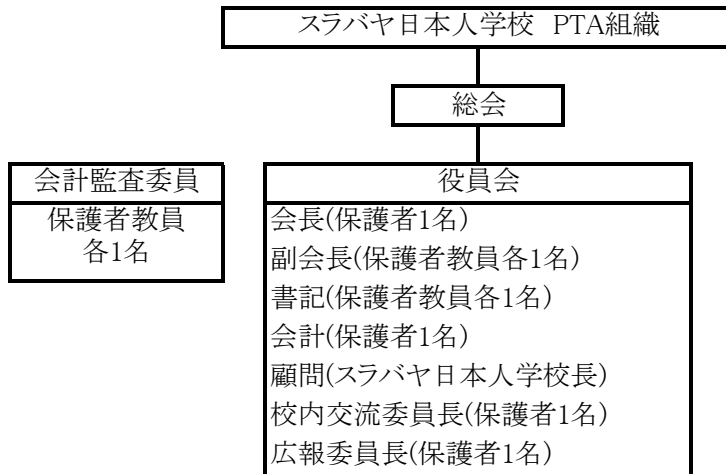 スラバヤ日本人学校 PTA組織
総会
会計監査委員
保護者教員
各1名
役員会
会長(保護者1名)
副会長(保護者教員各1名)
書記(保護者教員各1名)
会計(保護者1名)
顧問(スラバヤ日本人学校長)
校内交流委員長(保護者1名)
広報委員長(保護者1名)